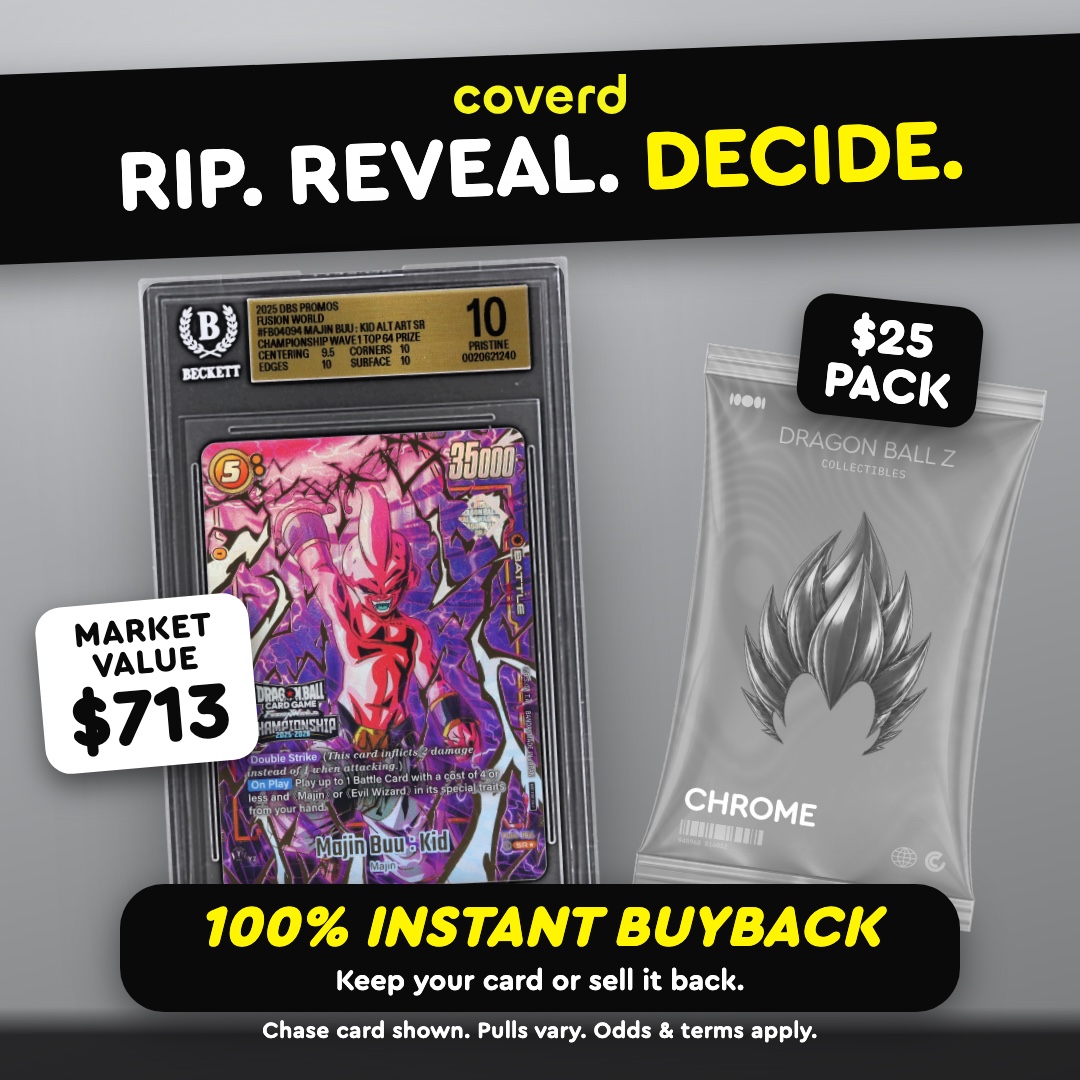 coverd
RIP. REVEAL. DECIDE.
B
BECKETT
2025 DBS PROMOS
FUSION WORLD
#FB04094 MAJIN BUU : KID ALT ART SR
CHAMPIONSHIP WAVE 1 TOP 64 PRIZE
CENTERING 9.5 CORNERS 10
EDGES 10 SURFACE 10
10
PRISTINE
0020621240
$25
PACK
DRAGON BALL Z
COLLECTIBLES
5
35000
BATTLE
MARKET
VALUE
$713
DRAGON BALL
CARD GAME
CHAMPIONSHIP
2025-2026
Double Strike (This card inflicts 2 damage
instead of 1 when attacking.)
On Play Play up to 1 Battle Card with a cost of 4 or
less and 《Majin》 or 《Evil Wizard》 in its special traits
from your hand.
Majin Buu : Kid
Majin
SR★
CHROME
100% INSTANT BUYBACK
Keep your card or sell it back.
Chase card shown. Pulls vary. Odds & terms apply.